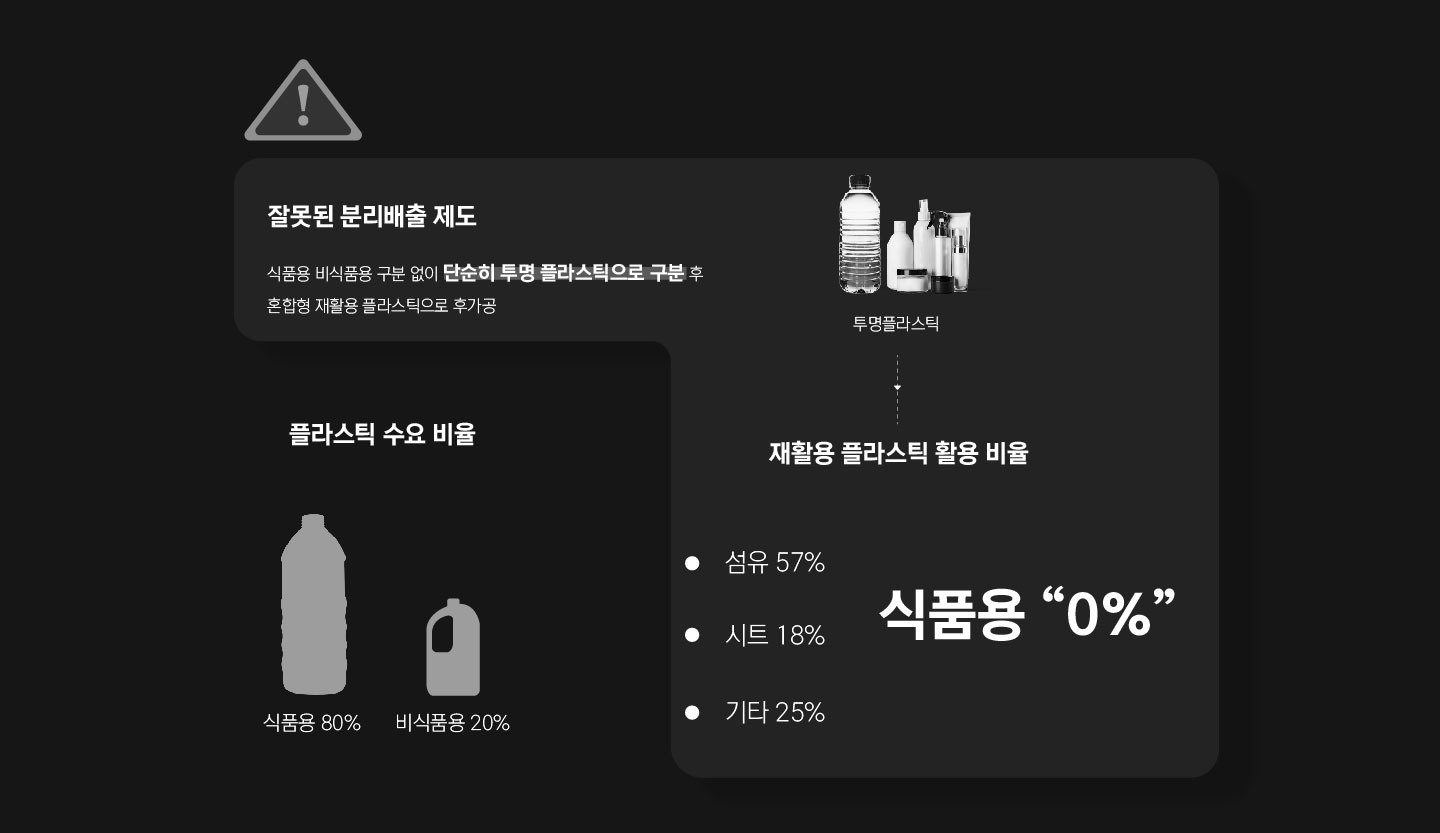 잘못된 분리배출 제도
식품용 비식품용 구분 없이 단순히 투명 플라스틱으로 구분 후
혼합형 재활용 플라스틱으로 후가공
투명플라스틱
플라스틱 수요 비율
식품용 80%
비식품용 20%
재활용 플라스틱 활용 비율
섬유 57%
시트 18%
기타 25%
식품용 “0%”